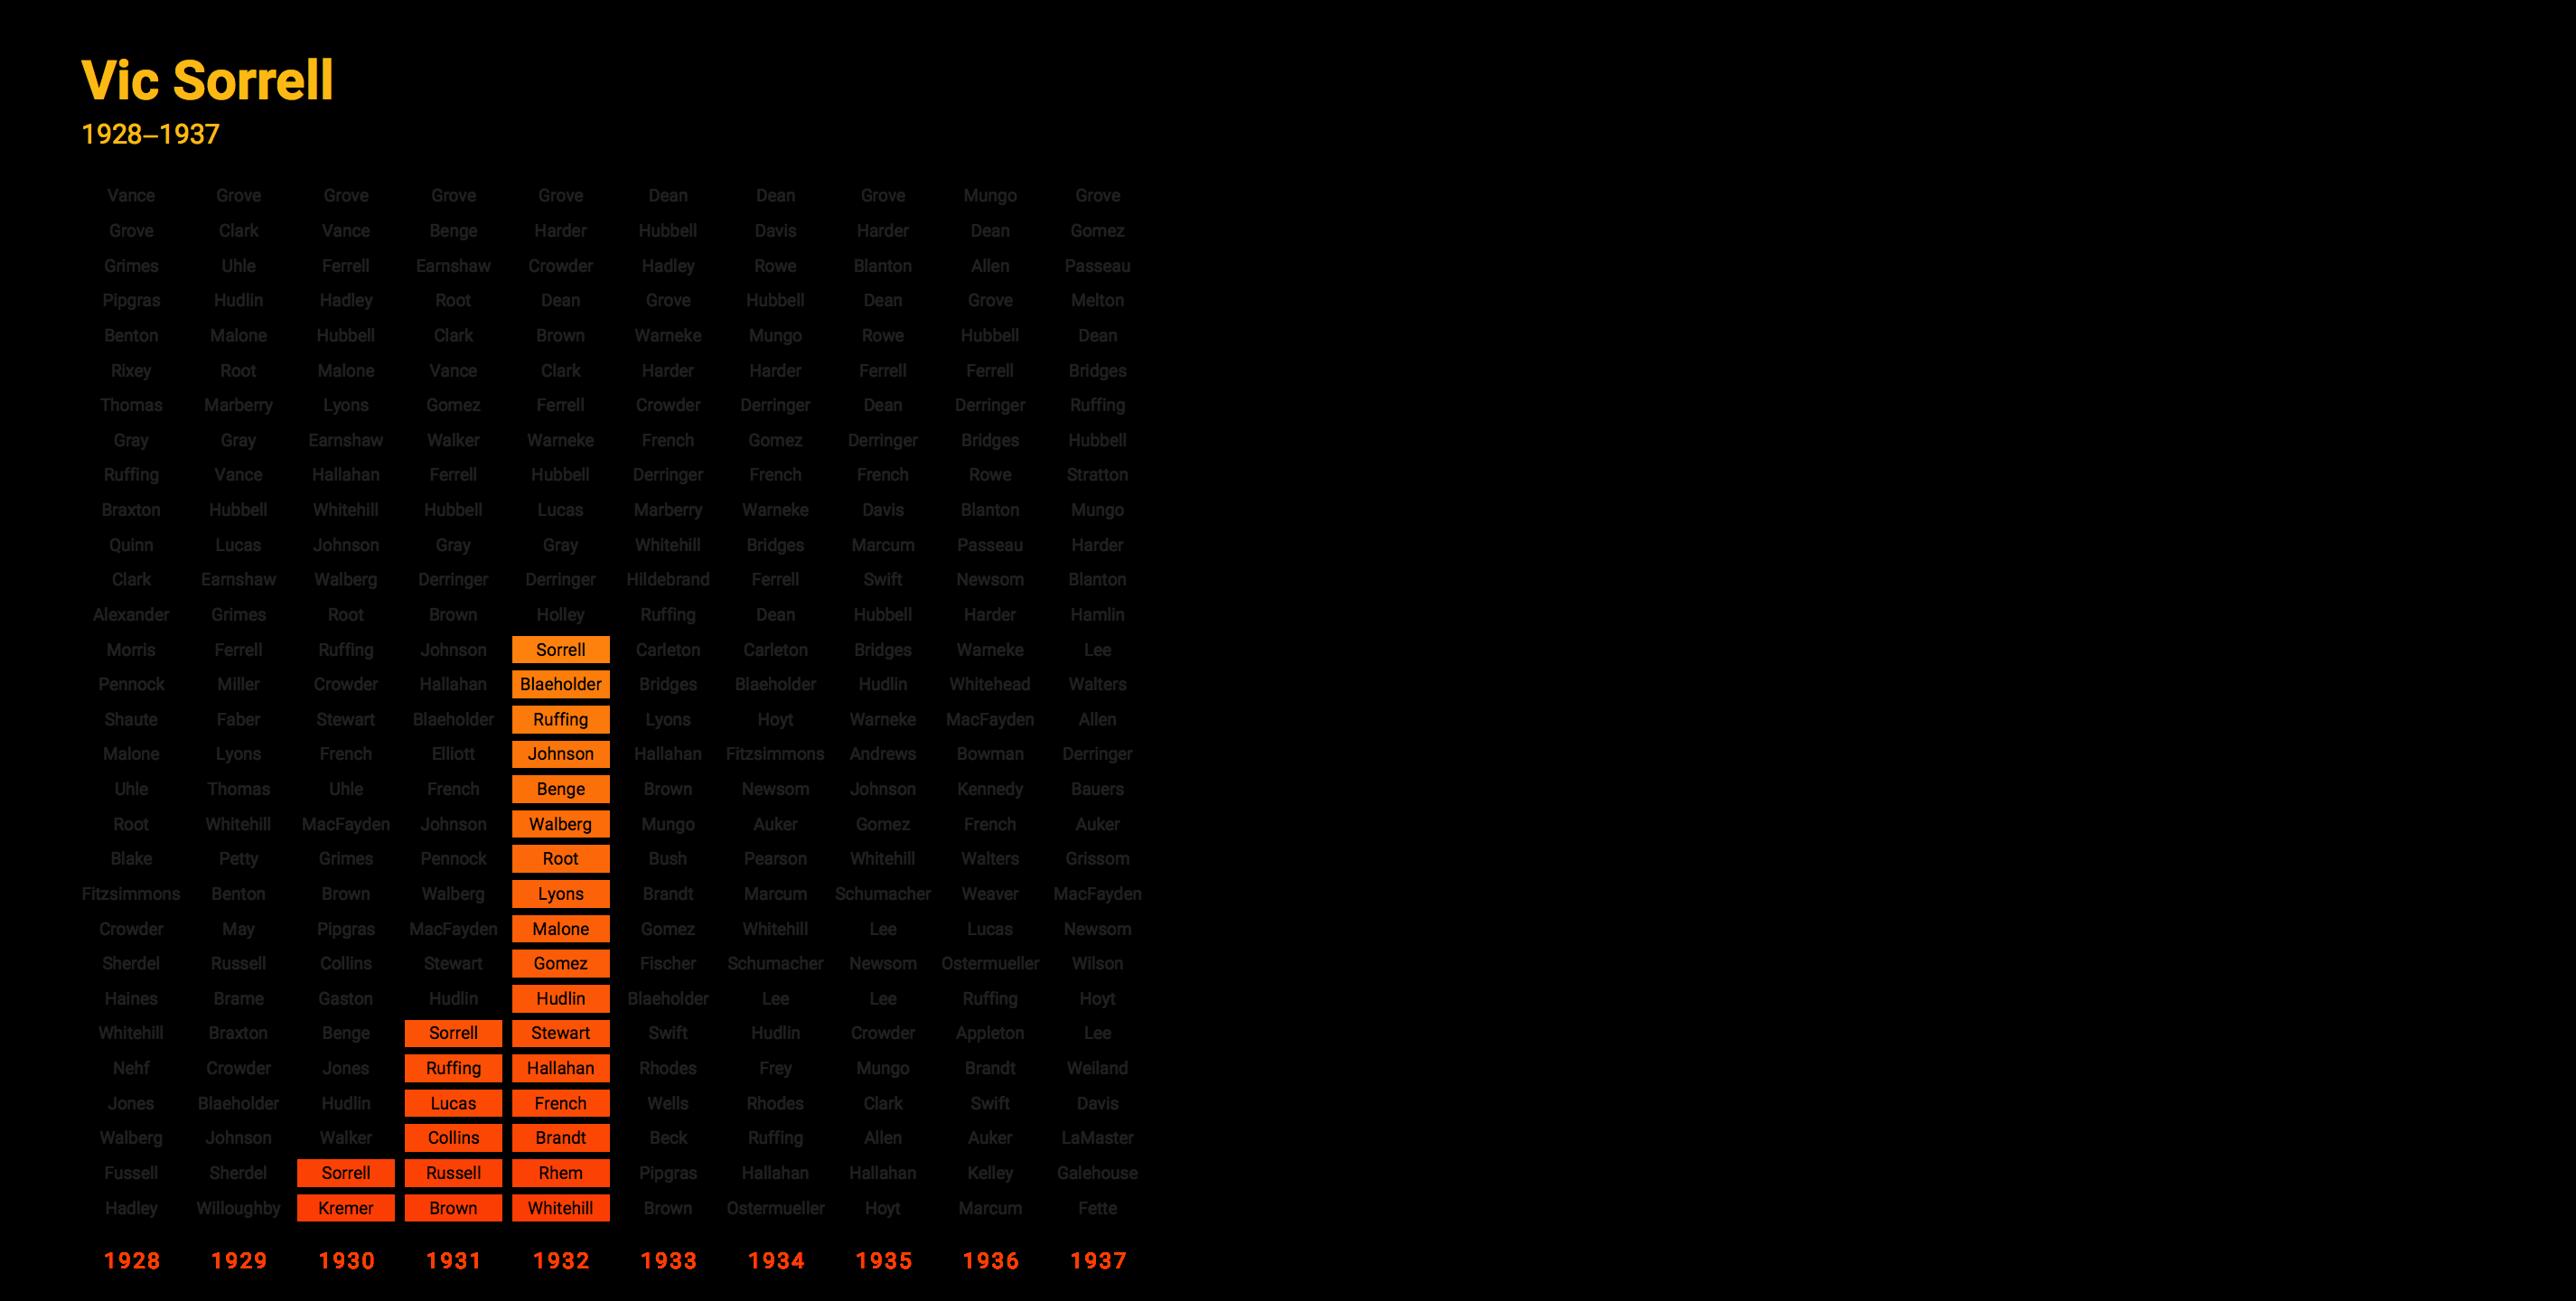 Vic Sorrell
1928–1937
Vance Grove Grove Grove Grove Dean Dean Grove Mungo Grove
Grove Clark Vance Benge Harder Hubbell Davis Harder Dean Gomez
Grimes Uhle Ferrell Earnshaw Crowder Hadley Rowe Blanton Allen Passeau
Pipgras Hudlin Hadley Root Dean Grove Hubbell Dean Grove Melton
Benton Malone Hubbell Clark Brown Warneke Mungo Rowe Hubbell Dean
Rixey Root Malone Vance Clark Harder Harder Ferrell Ferrell Bridges
Thomas Marberry Lyons Gomez Ferrell Crowder Derringer Dean Derringer Ruffing
Gray Gray Earnshaw Walker Warneke French Gomez Derringer Bridges Hubbell
Ruffing Vance Hallahan Ferrell Hubbell Derringer French French Rowe Stratton
Braxton Hubbell Whitehill Hubbell Lucas Marberry Warneke Davis Blanton Mungo
Quinn Lucas Johnson Gray Gray Whitehill Bridges Marcum Passeau Harder
Clark Earnshaw Walberg Derringer Derringer Hildebrand Ferrell Swift Newsom Blanton
Alexander Grimes Root Brown Holley Ruffing Dean Hubbell Harder Hamlin
Morris Ferrell Ruffing Johnson Sorrell Carleton Carleton Bridges Warneke Lee
Pennock Miller Crowder Hallahan Blaeholder Bridges Blaeholder Hudlin Whitehead Walters
Shaute Faber Stewart Blaeholder Ruffing Lyons Hoyt Warneke MacFayden Allen
Malone Lyons French Elliott Johnson Hallahan Fitzsimmons Andrews Bowman Derringer
Uhle Thomas Uhle French Benge Brown Newsom Johnson Kennedy Bauers
Root Whitehill MacFayden Johnson Walberg Mungo Auker Gomez French Auker
Blake Petty Grimes Pennock Root Bush Pearson Whitehill Walters Grissom
Fitzsimmons Benton Brown Walberg Lyons Brandt Marcum Schumacher Weaver MacFayden
Crowder May Pipgras MacFayden Malone Gomez Whitehill Lee Lucas Newsom
Sherdel Russell Collins Stewart Gomez Fischer Schumacher Newsom Ostermueller Wilson
Haines Brame Gaston Hudlin Hudlin Blaeholder Lee Lee Ruffing Hoyt
Whitehill Braxton Benge Sorrell Stewart Swift Hudlin Crowder Appleton Lee
Nehf Crowder Jones Ruffing Hallahan Rhodes Frey Mungo Brandt Weiland
Jones Blaeholder Hudlin Lucas French Wells Rhodes Clark Swift Davis
Walberg Johnson Walker Collins Brandt Beck Ruffing Allen Auker LaMaster
Fussell Sherdel Sorrell Russell Rhem Pipgras Hallahan Hallahan Kelley Galehouse
Hadley Willoughby Kremer Brown Whitehill Brown Ostermueller Hoyt Marcum Fette
1928 1929 1930 1931 1932 1933 1934 1935 1936 1937